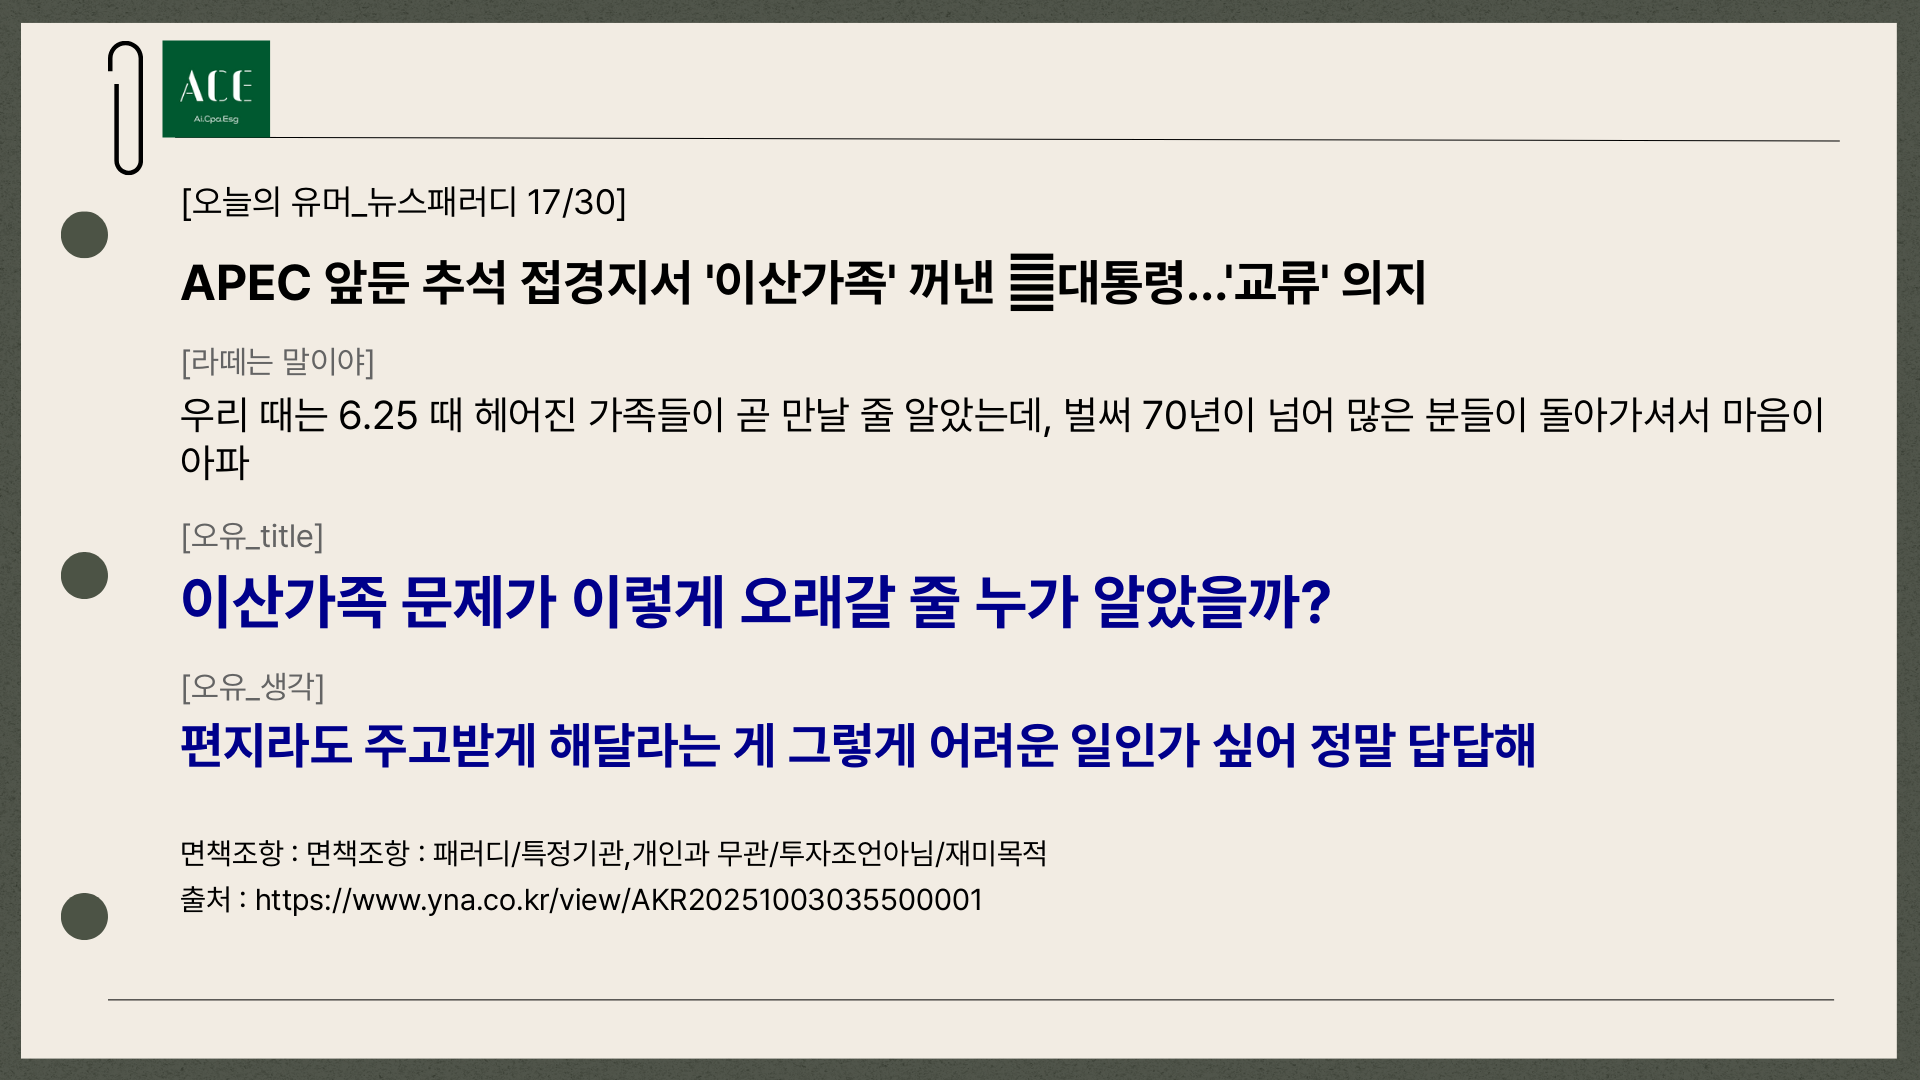 ACE
Ai.Cpa.Esg
[오늘의 유머_뉴스패러디 17/30]
APEC 앞둔 추석 접경지서 '이산가족' 꺼낸 대통령...'교류' 의지
[라떼는 말이야]
우리 때는 6.25 때 헤어진 가족들이 곧 만날 줄 알았는데, 벌써 70년이 넘어 많은 분들이 돌아가셔서 마음이
아파
[오유_title]
이산가족 문제가 이렇게 오래갈 줄 누가 알았을까?
[오유_생각]
편지라도 주고받게 해달라는 게 그렇게 어려운 일인가 싶어 정말 답답해
면책조항 : 면책조항 : 패러디/특정기관,개인과 무관/투자조언아님/재미목적
출처 : https://www.yna.co.kr/view/AKR20251003035500001